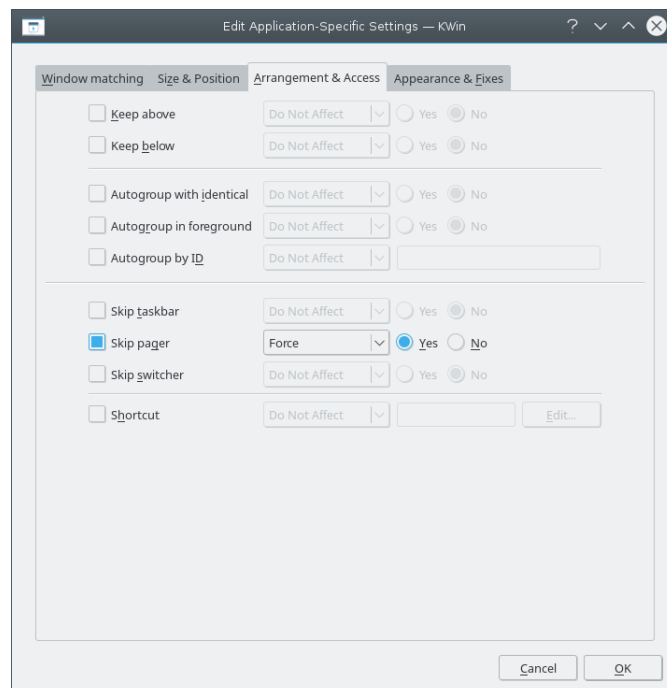 Edit Application-Specific Settings — KWin
Window matching Size & Position Arrangement & Access Appearance & Fixes
Keep above Do Not Affect Yes No
Keep below Do Not Affect Yes No
Autogroup with identical Do Not Affect Yes No
Autogroup in foreground Do Not Affect Yes No
Autogroup by ID Do Not Affect
Skip taskbar Do Not Affect Yes No
Skip pager Force Yes No
Skip switcher Do Not Affect Yes No
Shortcut Do Not Affect Edit...
Cancel OK